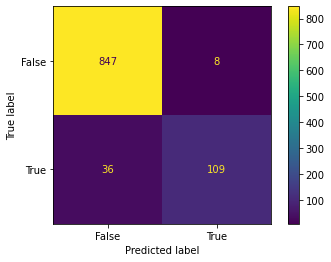 False
847
8
True
36
109
False
True
Predicted label
True label
800
700
600
500
400
300
200
100